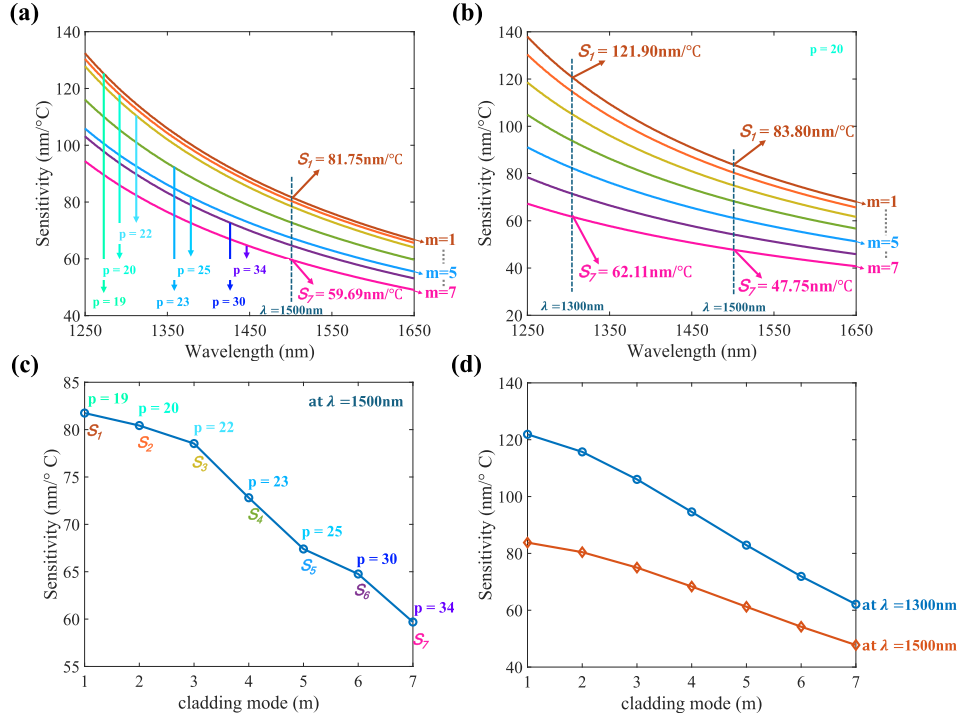 (a)
140
120
100
80
60
40
Sensitivity (nm/°C)
1250
1350
1450
1550
1650
Wavelength (nm)
S1 = 81.75nm/°C
S7 = 59.69nm/°C
λ =1500nm
m=1
m=5
m=7
p = 22
p = 20
p = 19
p = 25
p = 23
p = 34
p = 30
(b)
p = 20
140
120
100
80
60
40
20
Sensitivity (nm/°C)
1250
1350
1450
1550
1650
Wavelength (nm)
S1 = 121.90nm/°C
S1 = 83.80nm/°C
S7 = 62.11nm/°C
S7 = 47.75nm/°C
λ =1300nm
λ =1500nm
m=1
m=5
m=7
(c)
85
80
75
70
65
60
55
Sensitivity (nm/° C)
at λ =1500nm
p = 19
S1
p = 20
S2
p = 22
S3
p = 23
S4
p = 25
S5
p = 30
S6
p = 34
S7
1
2
3
4
5
6
7
cladding mode (m)
(d)
140
120
100
80
60
40
Sensitivity (nm/° C)
at λ =1300nm
at λ =1500nm
1
2
3
4
5
6
7
cladding mode (m)